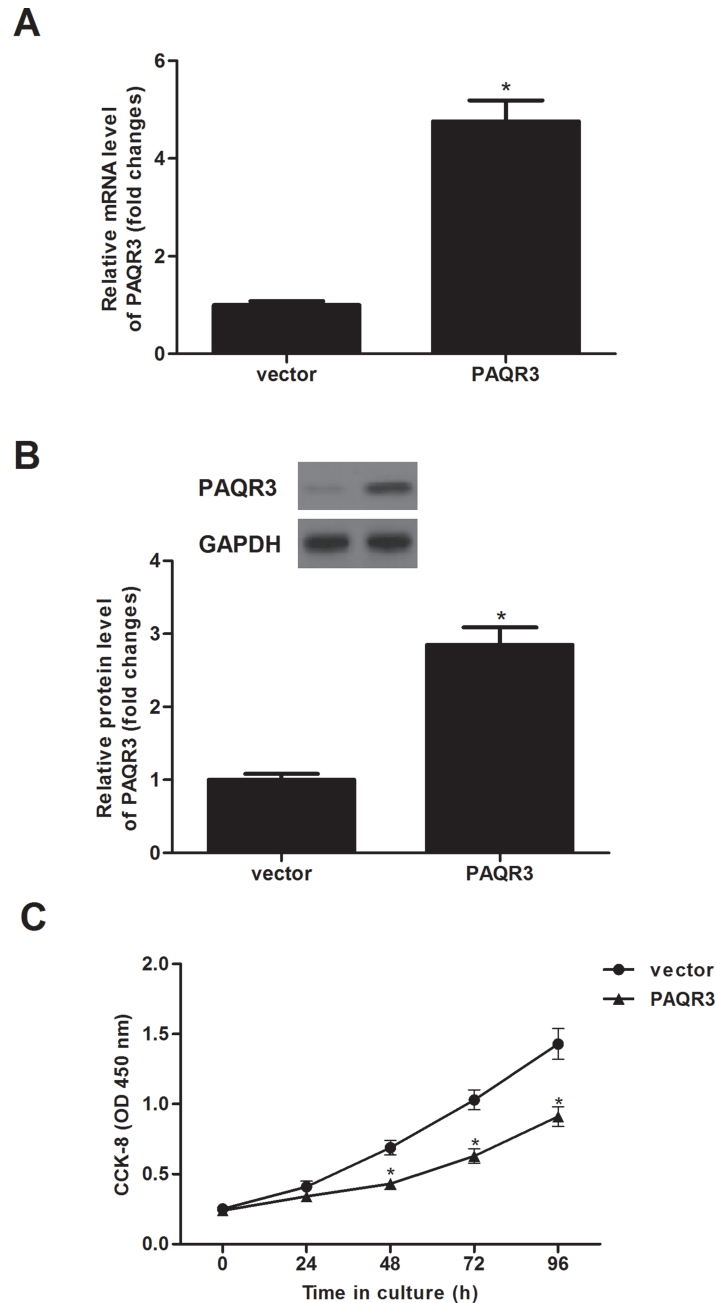 A
Relative mRNA level
of PAQR3 (fold changes)
6
4
2
0
*
vector
PAQR3
B
PAQR3
GAPDH
Relative protein level
of PAQR3 (fold changes)
4
3
2
1
0
*
vector
PAQR3
C
CCK-8 (OD 450 nm)
2.0
1.5
1.0
0.5
0.0
*
*
*
vector
PAQR3
0
24
48
72
96
Time in culture (h)